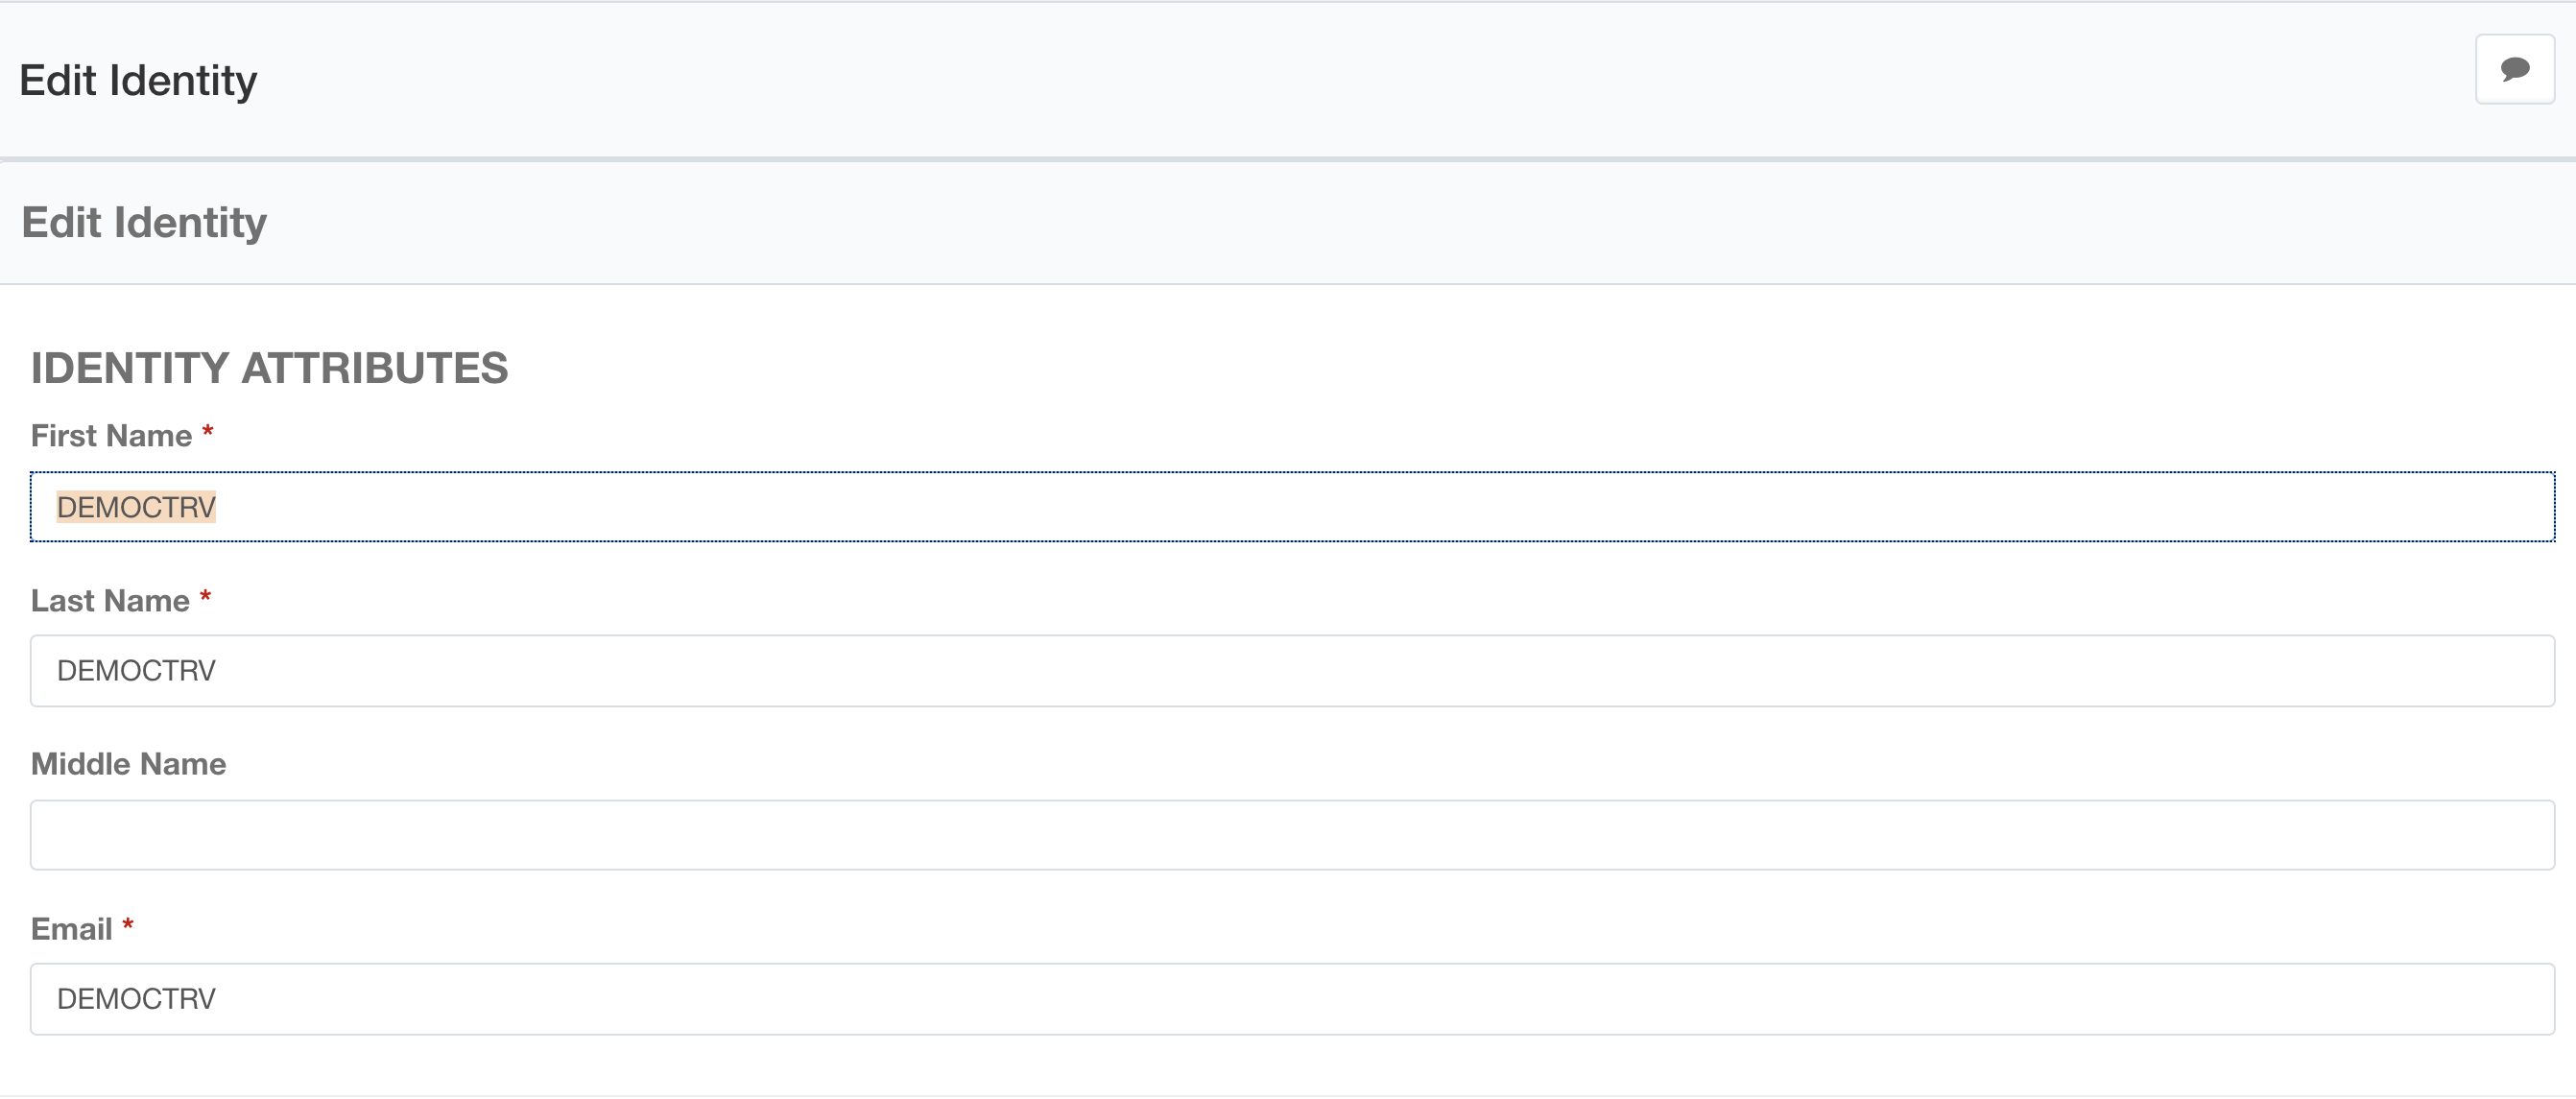 Edit Identity
Edit Identity
IDENTITY ATTRIBUTES
First Name *
DEMOCTRV
Last Name *
DEMOCTRV
Middle Name
Email *
DEMOCTRV